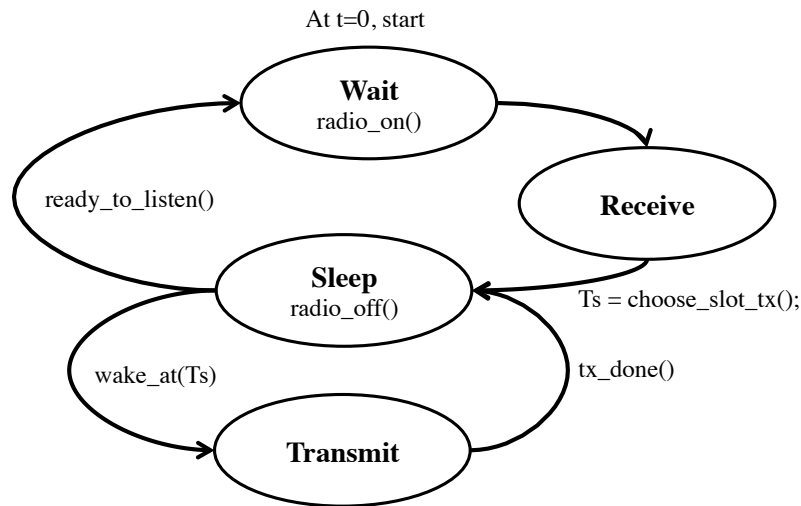 At t=0, start
Wait
radio_on()
ready_to_listen()
Receive
Sleep
radio_off()
Ts = choose_slot_tx();
wake_at(Ts)
tx_done()
Transmit